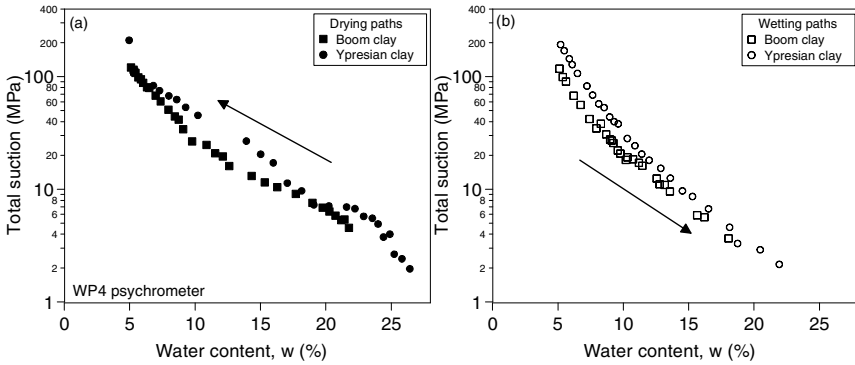 (a)
Drying paths
Boom clay
Ypresian clay
400
200
100
80
60
40
20
10
8
6
4
2
1
Total suction (MPa)
WP4 psychrometer
0 5 10 15 20 25
Water content, w (%)
(b)
Wetting paths
Boom clay
Ypresian clay
400
200
100
80
60
40
20
10
8
6
4
2
1
Total suction (MPa)
0 5 10 15 20 25
Water content, w (%)